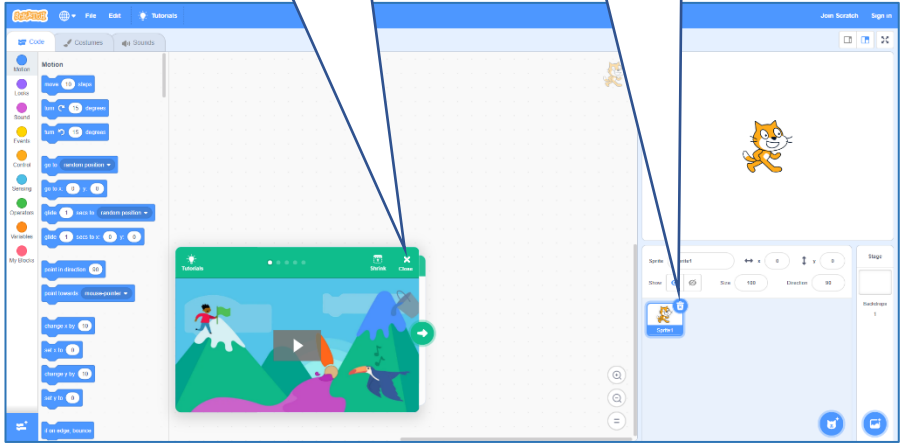 SCRATCH File Edit Tutorials Join Scratch Sign in
Code Costumes Sounds
Motion
Looks
Sound
Events
Control
Sensing
Operators
Variables
My Blocks
Motion
move 10 steps
turn 15 degrees
turn 15 degrees
go to random position
go to x: 0 y: 0
glide 1 secs to random position
glide 1 secs to x: 0 y: 0
point in direction 90
point towards mouse-pointer
change x by 10
set x to 0
change y by 10
set y to 0
if on edge, bounce
Tutorials Shrink Close
Sprite Sprite1 x 0 y 0
Show Size 100 Direction 90
Sprite1
Stage
Backdrops